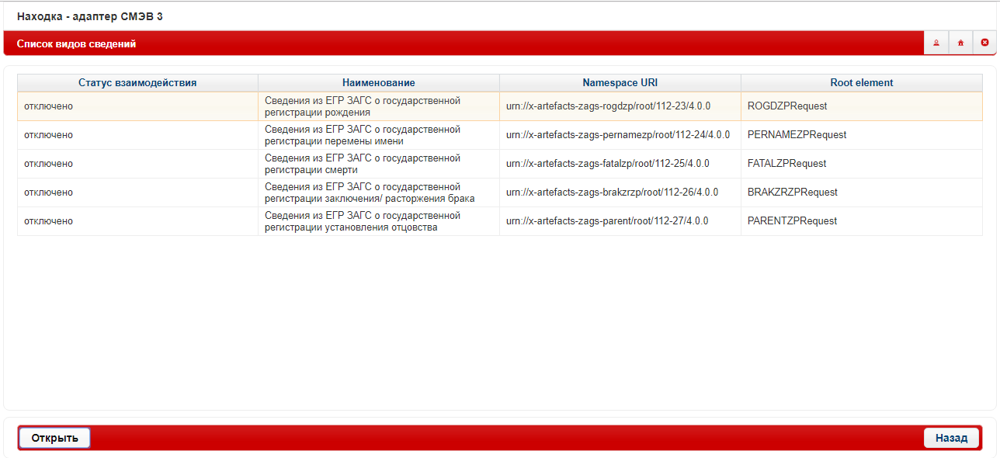 Находка - адаптер СМЭВ 3
Список видов сведений
Статус взаимодействия Наименование Namespace URI Root element
отключено
Сведения из ЕГР ЗАГС о государственной
регистрации рождения
urn://x-artefacts-zags-rogdzp/root/112-23/4.0.0
ROGDZPRequest
отключено
Сведения из ЕГР ЗАГС о государственной
регистрации перемены имени
urn://x-artefacts-zags-pernamezp/root/112-24/4.0.0
PERNAMEZPRequest
отключено
Сведения из ЕГР ЗАГС о государственной
регистрации смерти
urn://x-artefacts-zags-fatalzp/root/112-25/4.0.0
FATALZPRequest
отключено
Сведения из ЕГР ЗАГС о государственной
регистрации заключения/ расторжения брака
urn://x-artefacts-zags-brakzrzp/root/112-26/4.0.0
BRAKZRZPRequest
отключено
Сведения из ЕГР ЗАГС о государственной
регистрации установления отцовства
urn://x-artefacts-zags-parent/root/112-27/4.0.0
PARENTZPRequest
Открыть Назад